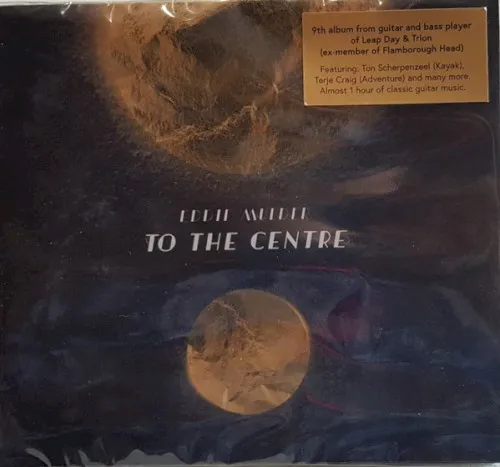 9th album from guitar and bass player
of Leap Day & Trion
(ex-member of Flamborough Head)
Featuring: Ton Scherpenzeel (Kayak),
Terje Craig (Adventure) and many more.
Almost 1 hour of classic guitar music.
EDDIE MULDER
TO THE CENTRE